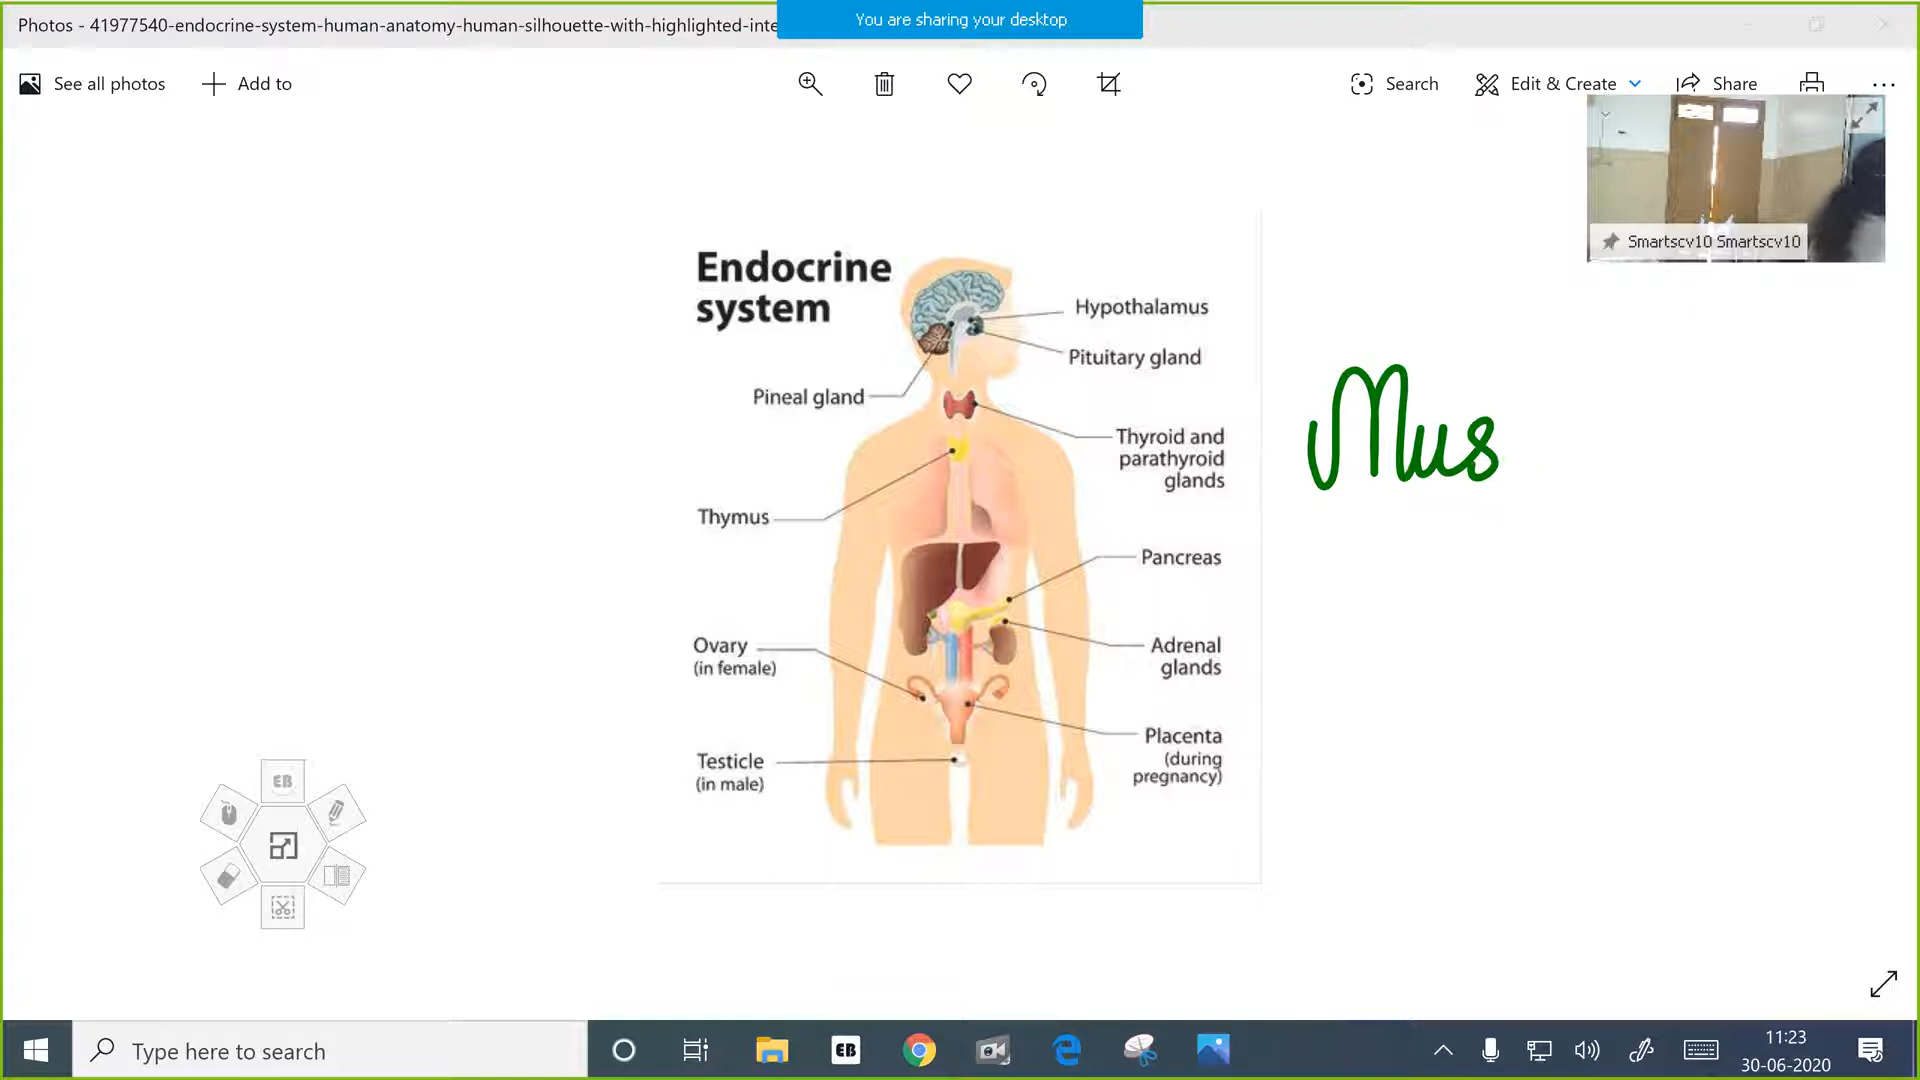 You are sharing your desktop
Photos - 41977540-endocrine-system-human-anatomy-human-silhouette-with-highlighted-inte
See all photos
Add to
Search
Edit & Create
Share
Smartscv10 Smartscv10
Endocrine
system
Hypothalamus
Pituitary gland
Pineal gland
Thyroid and
parathyroid
glands
Thymus
Pancreas
Ovary
(in female)
Adrenal
glands
Placenta
(during
pregnancy)
Testicle
(in male)
Mus
EB
Type here to search
EB
11:23
30-06-2020